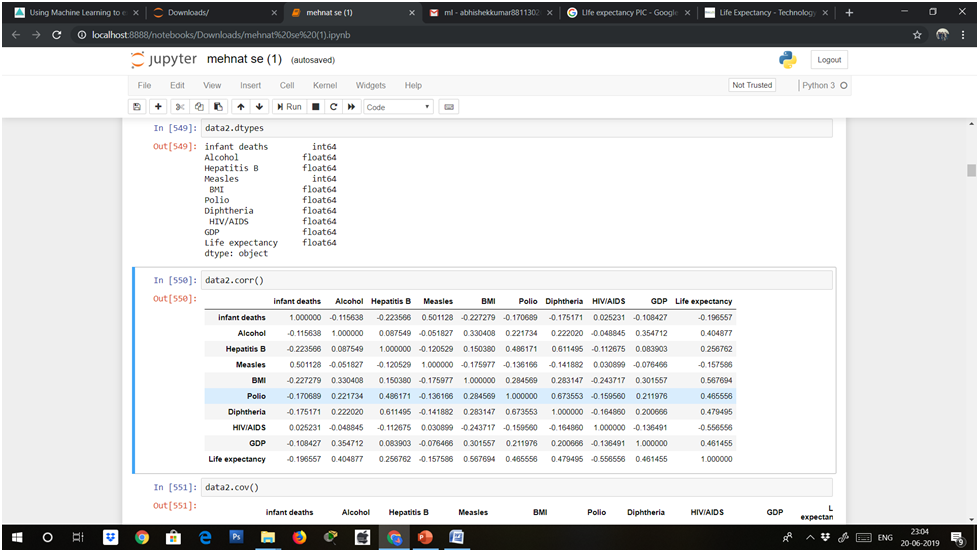 Using Machine Learning to e
Downloads/
mehnat se (1)
ml - abhishekkumar8811302
Life expectancy PIC - Google
Life Expectancy - Technology
localhost:8888/notebooks/Downloads/mehnat%20se%20(1).ipynb
jupyter mehnat se (1) (autosaved)
Logout
File Edit View Insert Cell Kernel Widgets Help
Not Trusted
Python 3
Run
Code
In [549]: data2.dtypes
Out[549]: infant deaths int64
Alcohol float64
Hepatitis B float64
Measles int64
BMI float64
Polio float64
Diphtheria float64
HIV/AIDS float64
GDP float64
Life expectancy float64
dtype: object
In [550]: data2.corr()
Out[550]:
infant deaths Alcohol Hepatitis B Measles BMI Polio Diphtheria HIV/AIDS GDP Life expectancy
infant deaths 1.000000 -0.115638 -0.223566 0.501128 -0.227279 -0.170689 -0.175171 0.025231 -0.108427 -0.196557
Alcohol -0.115638 1.000000 0.087549 -0.051827 0.330408 0.221734 0.222020 -0.048845 0.354712 0.404877
Hepatitis B -0.223566 0.087549 1.000000 -0.120529 0.150380 0.486171 0.611495 -0.112675 0.083903 0.256762
Measles 0.501128 -0.051827 -0.120529 1.000000 -0.175977 -0.136166 -0.141882 0.030899 -0.076466 -0.157586
BMI -0.227279 0.330408 0.150380 -0.175977 1.000000 0.284569 0.283147 -0.243717 0.301557 0.567694
Polio -0.170689 0.221734 0.486171 -0.136166 0.284569 1.000000 0.673553 -0.159560 0.211976 0.465556
Diphtheria -0.175171 0.222020 0.611495 -0.141882 0.283147 0.673553 1.000000 -0.164860 0.200666 0.479495
HIV/AIDS 0.025231 -0.048845 -0.112675 0.030899 -0.243717 -0.159560 -0.164860 1.000000 -0.136491 -0.556556
GDP -0.108427 0.354712 0.083903 -0.076466 0.301557 0.211976 0.200666 -0.136491 1.000000 0.461455
Life expectancy -0.196557 0.404877 0.256762 -0.157586 0.567694 0.465556 0.479495 -0.556556 0.461455 1.000000
In [551]: data2.cov()
Out[551]:
infant deaths Alcohol Hepatitis B Measles BMI Polio Diphtheria HIV/AIDS GDP L
expectan
ENG
23:04
20-06-2019
9